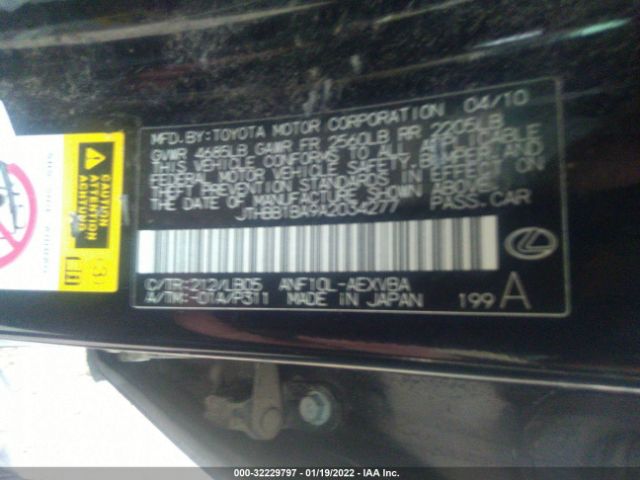 MFD.BY:TOYOTA MOTOR CORPORATION 04/10
GVWR 4685LB GAWR FR 2560LB RR 2205LB
THIS VEHICLE CONFORMS TO ALL APPLICABLE
FEDERAL MOTOR VEHICLE SAFETY, BUMPER, AND
THEFT PREVENTION STANDARDS IN EFFECT ON
THE DATE OF MANUFACTURE SHOWN ABOVE.
JTHBB1BA9A2034277 PASS.CAR
C/TR:212/LB05 ANF10L-AEXVBA
A/TM:-01A/P311 MADE IN JAPAN 199 A
CAUTION
ATTENTION
ACHTUNG
(3)
000-32229797 - 01/19/2022 - IAA Inc.